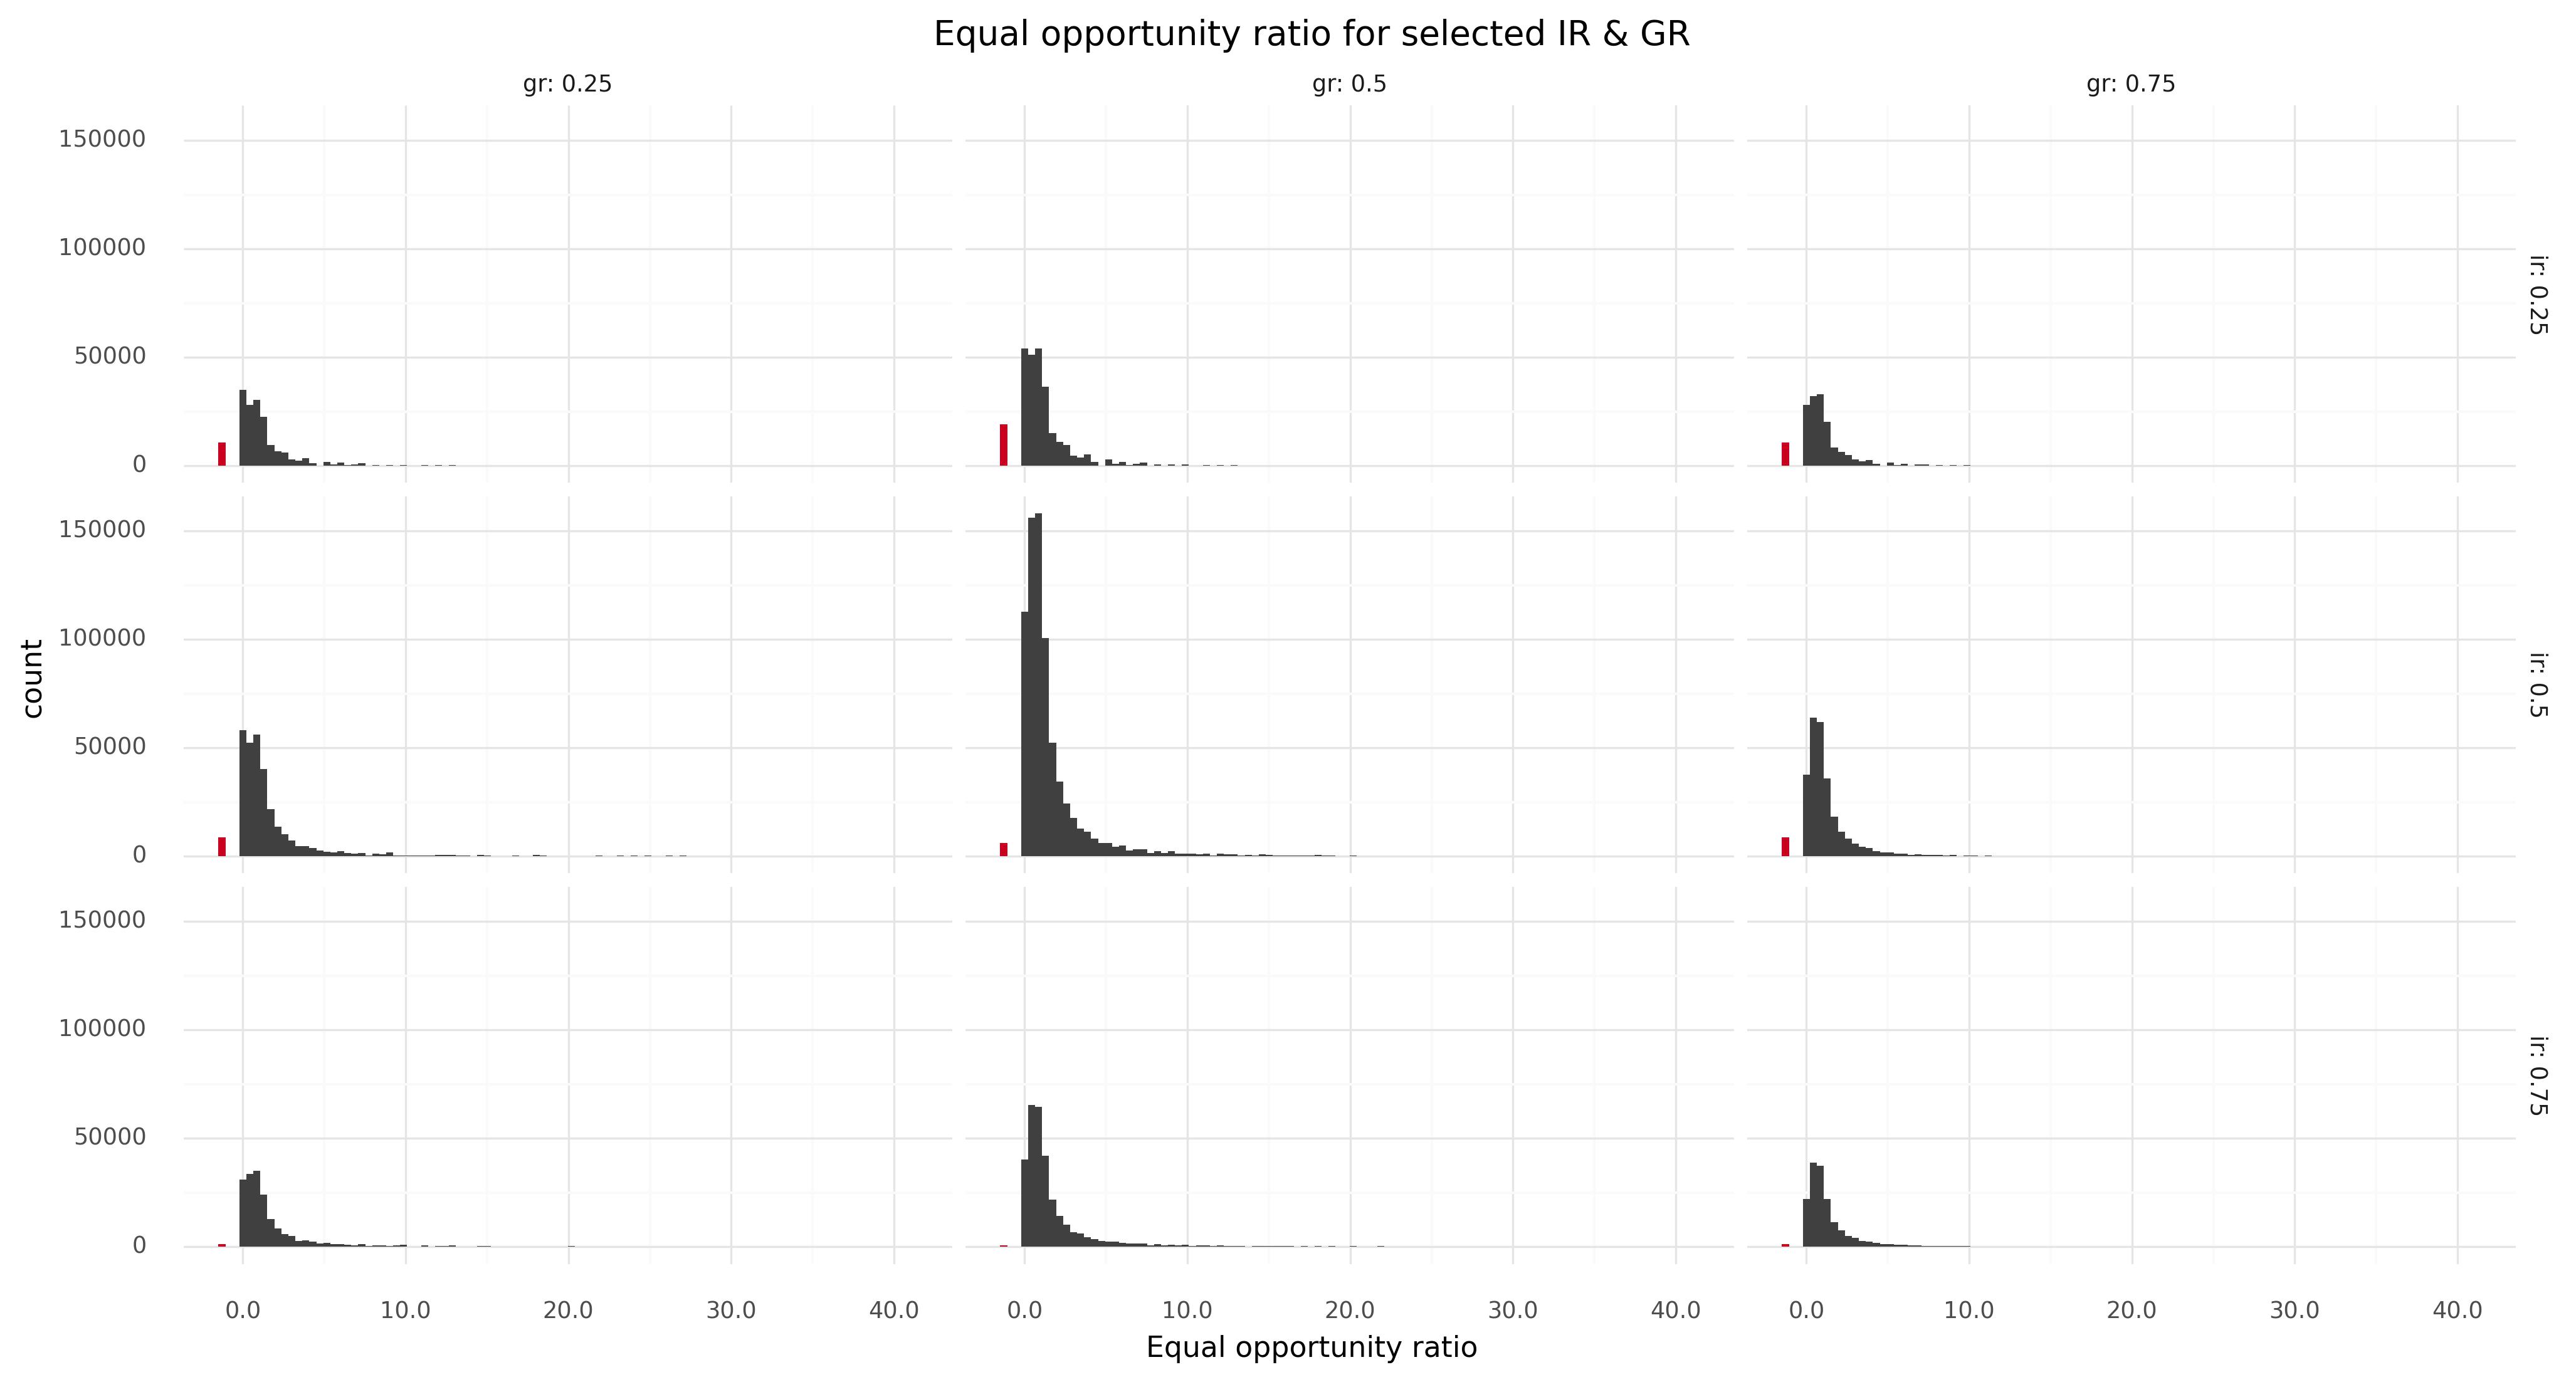 Equal opportunity ratio for selected IR & GR
gr: 0.25
gr: 0.5
gr: 0.75
150000
100000
50000
0
ir: 0.25
150000
100000
50000
0
ir: 0.5
150000
100000
50000
0
ir: 0.75
count
0.0 10.0 20.0 30.0 40.0
0.0 10.0 20.0 30.0 40.0
0.0 10.0 20.0 30.0 40.0
Equal opportunity ratio